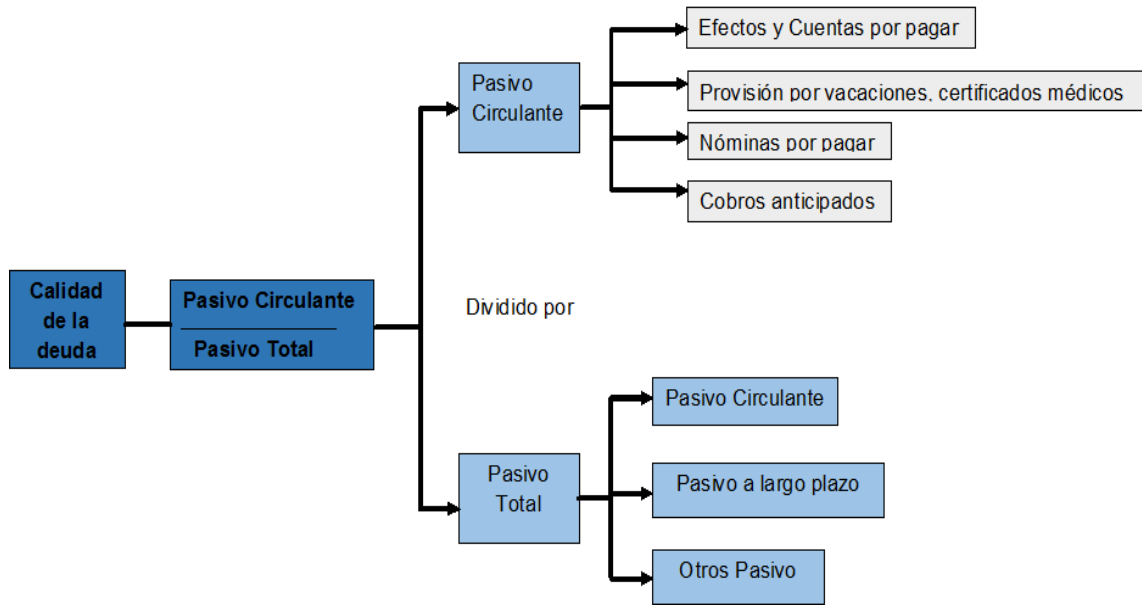 Efectos y Cuentas por pagar
Pasivo
Circulante
Provisión por vacaciones, certificados médicos
Nóminas por pagar
Cobros anticipados
Calidad
de la
deuda
Pasivo Circulante
Pasivo Total
Dividido por
Pasivo Circulante
Pasivo
Total
Pasivo a largo plazo
Otros Pasivo